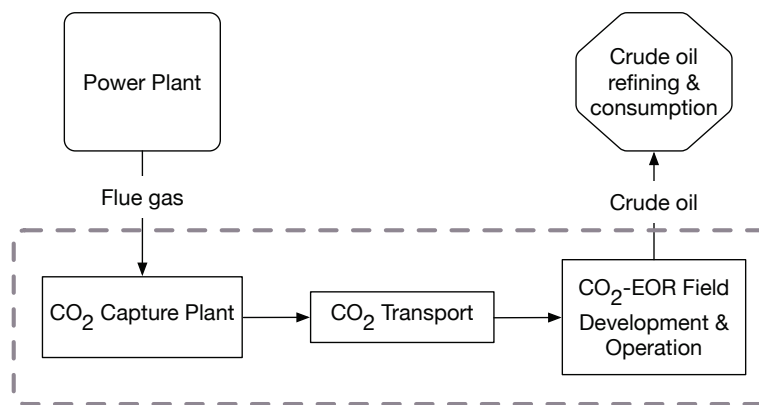 Power Plant
Crude oil
refining &
consumption
Flue gas
Crude oil
CO2 Capture Plant
CO2 Transport
CO2-EOR Field
Development &
Operation